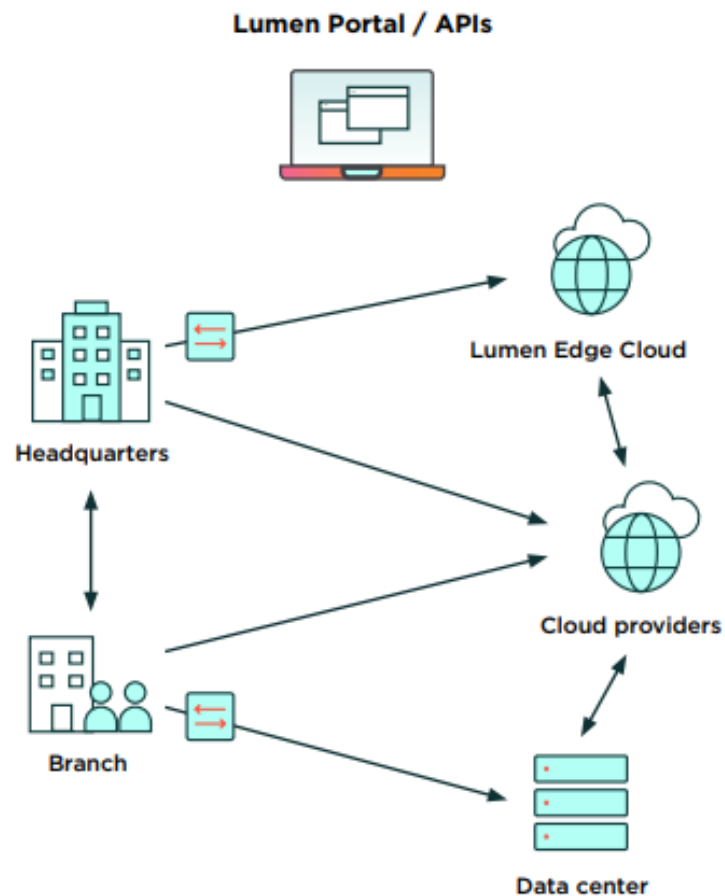 Lumen Portal / APIs
Lumen Edge Cloud
Headquarters
Cloud providers
Branch
Data center